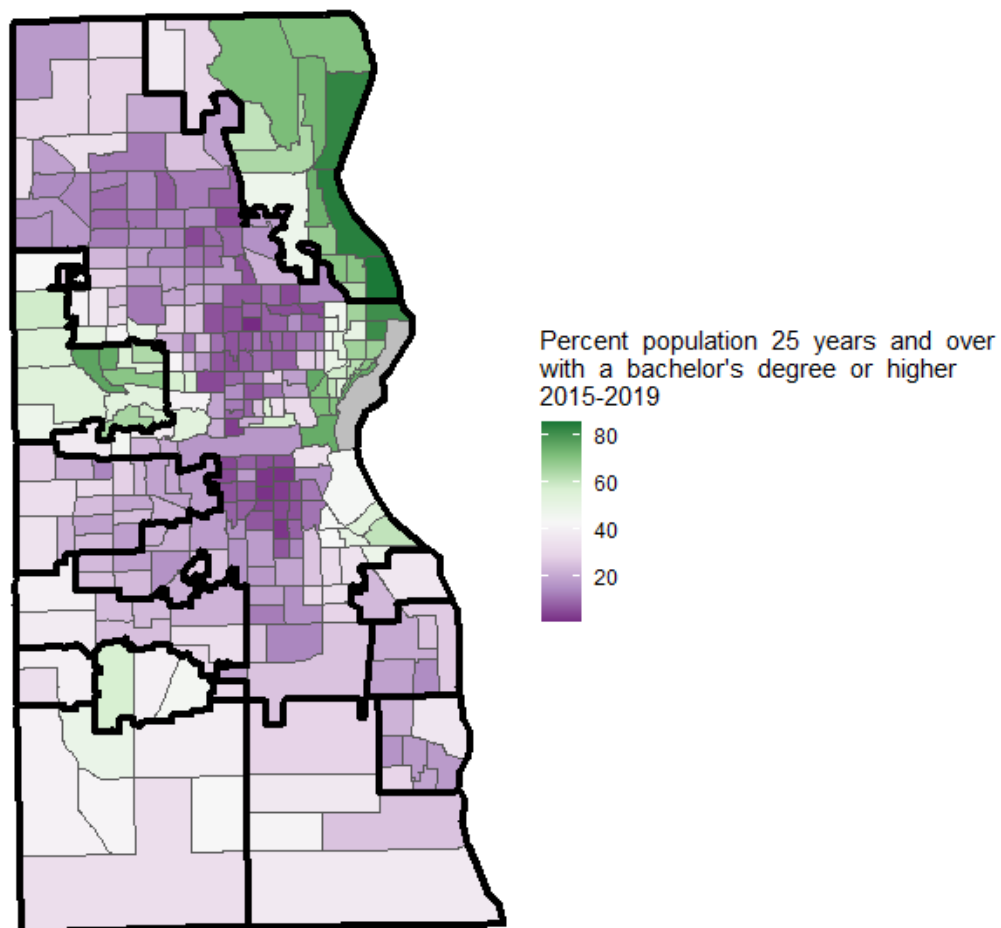 Percent population 25 years and over
with a bachelor's degree or higher
2015-2019
80
60
40
20